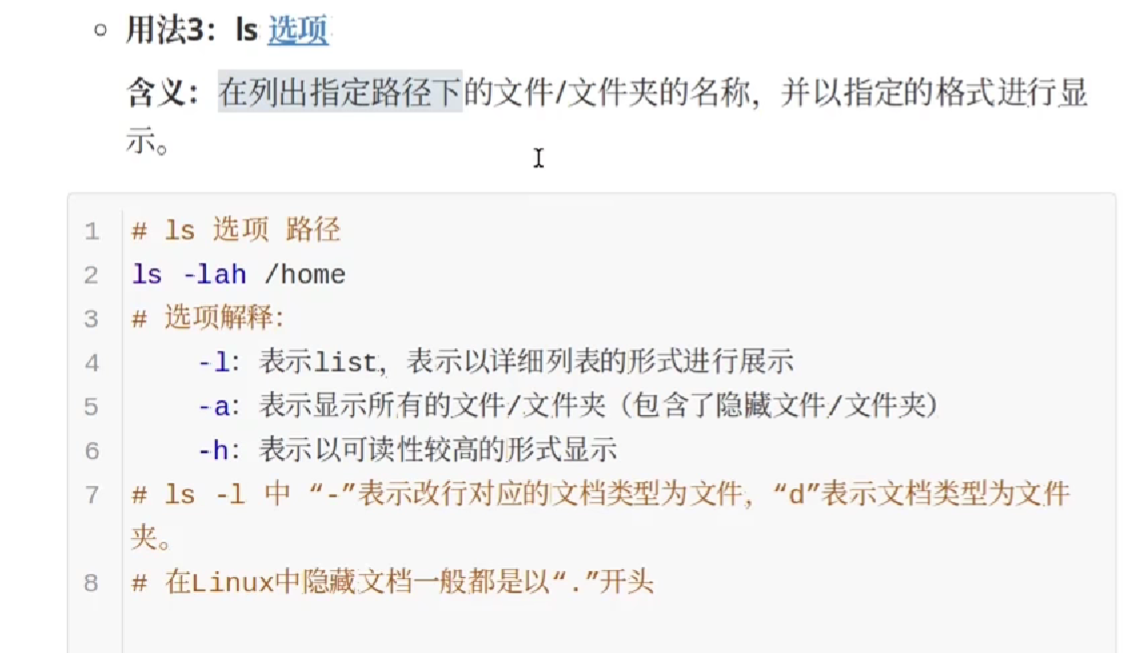 用法3：ls 选项
含义：在列出指定路径下的文件/文件夹的名称，并以指定的格式进行显
示。
1 # ls 选项 路径
2 ls -lah /home
3 # 选项解释：
4 -l：表示list，表示以详细列表的形式进行展示
5 -a：表示显示所有的文件/文件夹（包含了隐藏文件/文件夹）
6 -h：表示以可读性较高的形式显示
7 # ls -l 中 “-”表示改行对应的文档类型为文件，“d”表示文档类型为文件
夹。
8 # 在Linux中隐藏文档一般都是以“.”开头